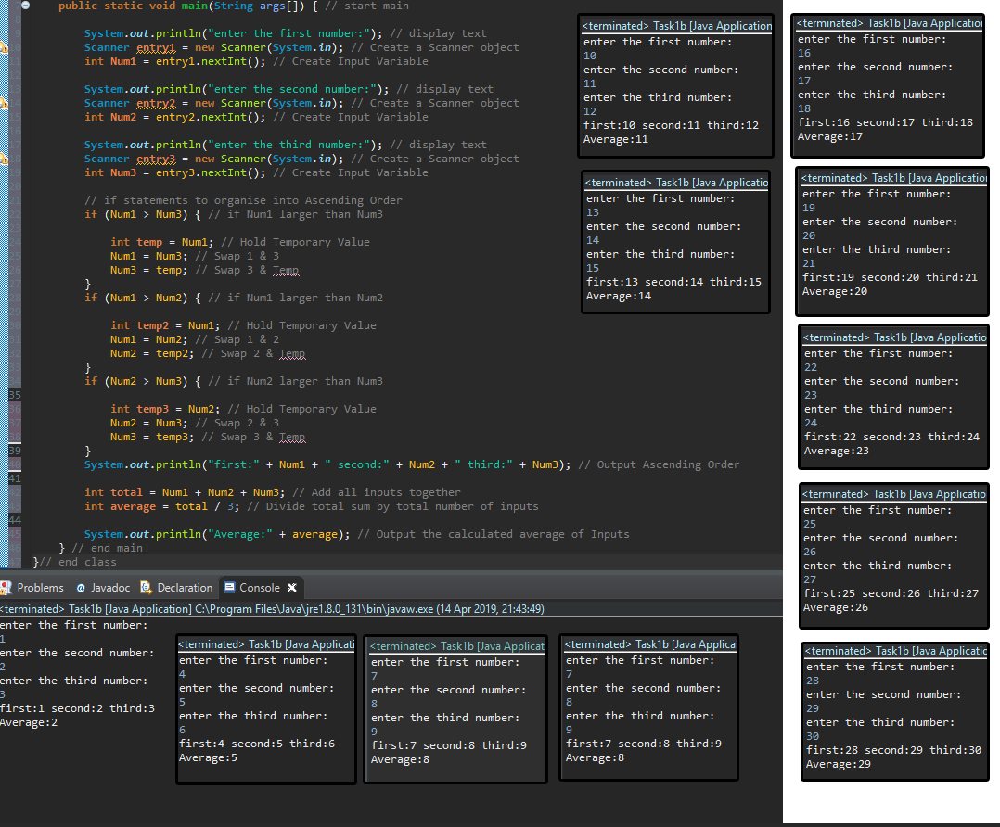 public static void main(String args[]) { // start main
System.out.println("enter the first number:"); // display text
Scanner entry1 = new Scanner(System.in); // Create a Scanner object
int Num1 = entry1.nextInt(); // Create Input Variable
System.out.println("enter the second number:"); // display text
Scanner entry2 = new Scanner(System.in); // Create a Scanner object
int Num2 = entry2.nextInt(); // Create Input Variable
System.out.println("enter the third number:"); // display text
Scanner entry3 = new Scanner(System.in); // Create a Scanner object
int Num3 = entry3.nextInt(); // Create Input Variable
// if statements to organise into Ascending Order
if (Num1 > Num3) { // if Num1 larger than Num3
int temp = Num1; // Hold Temporary Value
Num1 = Num3; // Swap 1 & 3
Num3 = temp; // Swap 3 & Temp
}
if (Num1 > Num2) { // if Num1 larger than Num2
int temp2 = Num1; // Hold Temporary Value
Num1 = Num2; // Swap 1 & 2
Num2 = temp2; // Swap 2 & Temp
}
if (Num2 > Num3) { // if Num2 larger than Num3
35
int temp3 = Num2; // Hold Temporary Value
Num2 = Num3; // Swap 2 & 3
Num3 = temp3; // Swap 3 & Temp
39 }
System.out.println("first:" + Num1 + " second:" + Num2 + " third:" + Num3); // Output Ascending Order
41
int total = Num1 + Num2 + Num3; // Add all inputs together
int average = total / 3; // Divide total sum by total number of inputs
44
System.out.println("Average:" + average); // Output the calculated average of Inputs
} // end main
}// end class
Problems @ Javadoc Declaration Console
<terminated> Task1b [Java Application] C:\Program Files\Java\jre1.8.0_131\bin\javaw.exe (14 Apr 2019, 21:43:49)
enter the first number:
1
enter the second number:
2
enter the third number:
3
first:1 second:2 third:3
Average:2
<terminated> Task1b [Java Applicati
enter the first number:
4
enter the second number:
5
enter the third number:
6
first:4 second:5 third:6
Average:5
<terminated> Task1b [Java Applicat
enter the first number:
7
enter the second number:
8
enter the third number:
9
first:7 second:8 third:9
Average:8
<terminated> Task1b [Java Applica
enter the first number:
7
enter the second number:
8
enter the third number:
9
first:7 second:8 third:9
Average:8
<terminated> Task1b [Java Application
enter the first number:
10
enter the second number:
11
enter the third number:
12
first:10 second:11 third:12
Average:11
<terminated> Task1b [Java Applicatio
enter the first number:
13
enter the second number:
14
enter the third number:
15
first:13 second:14 third:15
Average:14
<terminated> Task1b [Java Application
enter the first number:
16
enter the second number:
17
enter the third number:
18
first:16 second:17 third:18
Average:17
<terminated> Task1b [Java Application
enter the first number:
19
enter the second number:
20
enter the third number:
21
first:19 second:20 third:21
Average:20
<terminated> Task1b [Java Applicatio
enter the first number:
22
enter the second number:
23
enter the third number:
24
first:22 second:23 third:24
Average:23
<terminated> Task1b [Java Applicatio
enter the first number:
25
enter the second number:
26
enter the third number:
27
first:25 second:26 third:27
Average:26
<terminated> Task1b [Java Applicatio
enter the first number:
28
enter the second number:
29
enter the third number:
30
first:28 second:29 third:30
Average:29